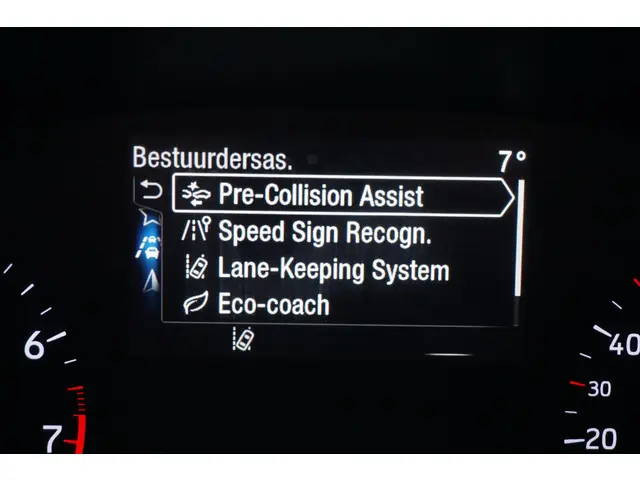 Bestuurdersas. 7°
Pre-Collision Assist
Speed Sign Recogn.
Lane-Keeping System
Eco-coach
6
7
40
30
20